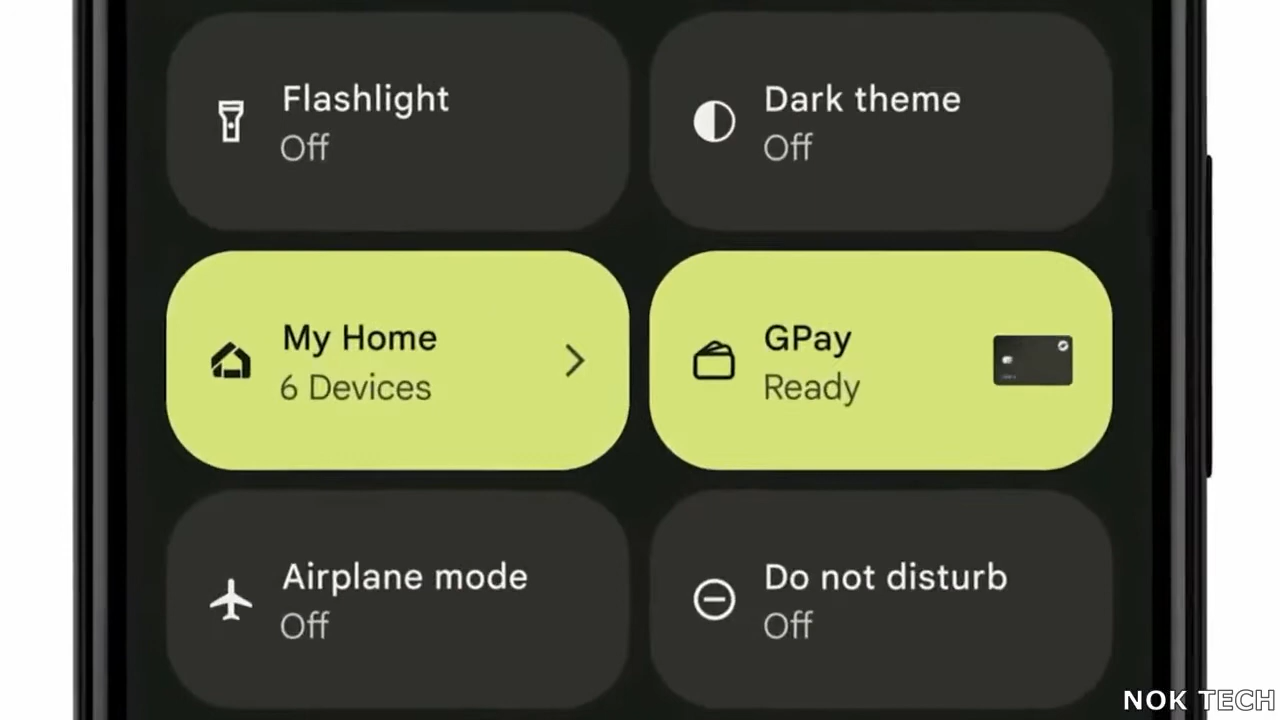 Flashlight
Off
Dark theme
Off
My Home
6 Devices
GPay
Ready
Airplane mode
Off
Do not disturb
Off
NOK TECH